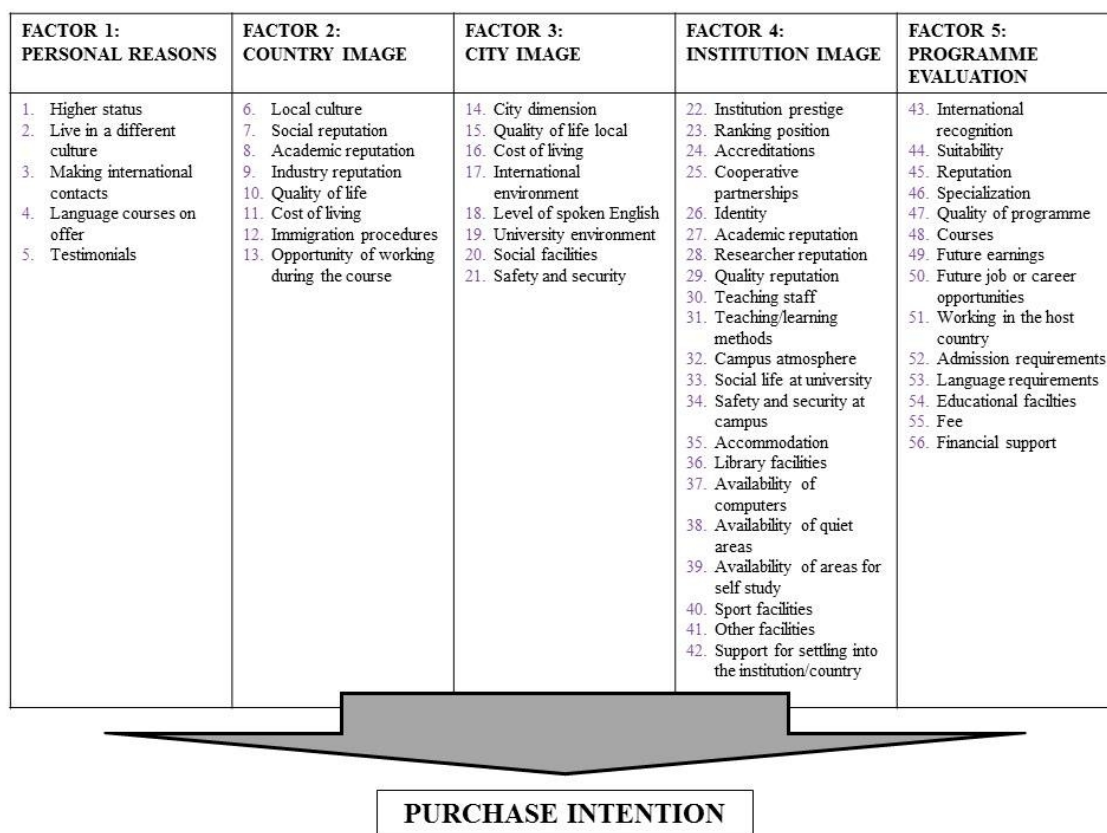 FACTOR 1:
PERSONAL REASONS
1. Higher status
2. Live in a different
culture
3. Making international
contacts
4. Language courses on
offer
5. Testimonials
FACTOR 2:
COUNTRY IMAGE
6. Local culture
7. Social reputation
8. Academic reputation
9. Industry reputation
10. Quality of life
11. Cost of living
12. Immigration procedures
13. Opportunity of working
during the course
FACTOR 3:
CITY IMAGE
14. City dimension
15. Quality of life local
16. Cost of living
17. International
environment
18. Level of spoken English
19. University environment
20. Social facilities
21. Safety and security
FACTOR 4:
INSTITUTION IMAGE
22. Institution prestige
23. Ranking position
24. Accreditations
25. Cooperative
partnerships
26. Identity
27. Academic reputation
28. Researcher reputation
29. Quality reputation
30. Teaching staff
31. Teaching/learning
methods
32. Campus atmosphere
33. Social life at university
34. Safety and security at
campus
35. Accommodation
36. Library facilities
37. Availability of
computers
38. Availability of quiet
areas
39. Availability of areas for
self study
40. Sport facilities
41. Other facilities
42. Support for settling into
the institution/country
FACTOR 5:
PROGRAMME
EVALUATION
43. International
recognition
44. Suitability
45. Reputation
46. Specialization
47. Quality of programme
48. Courses
49. Future earnings
50. Future job or career
opportunities
51. Working in the host
country
52. Admission requirements
53. Language requirements
54. Educational facilties
55. Fee
56. Financial support
PURCHASE INTENTION